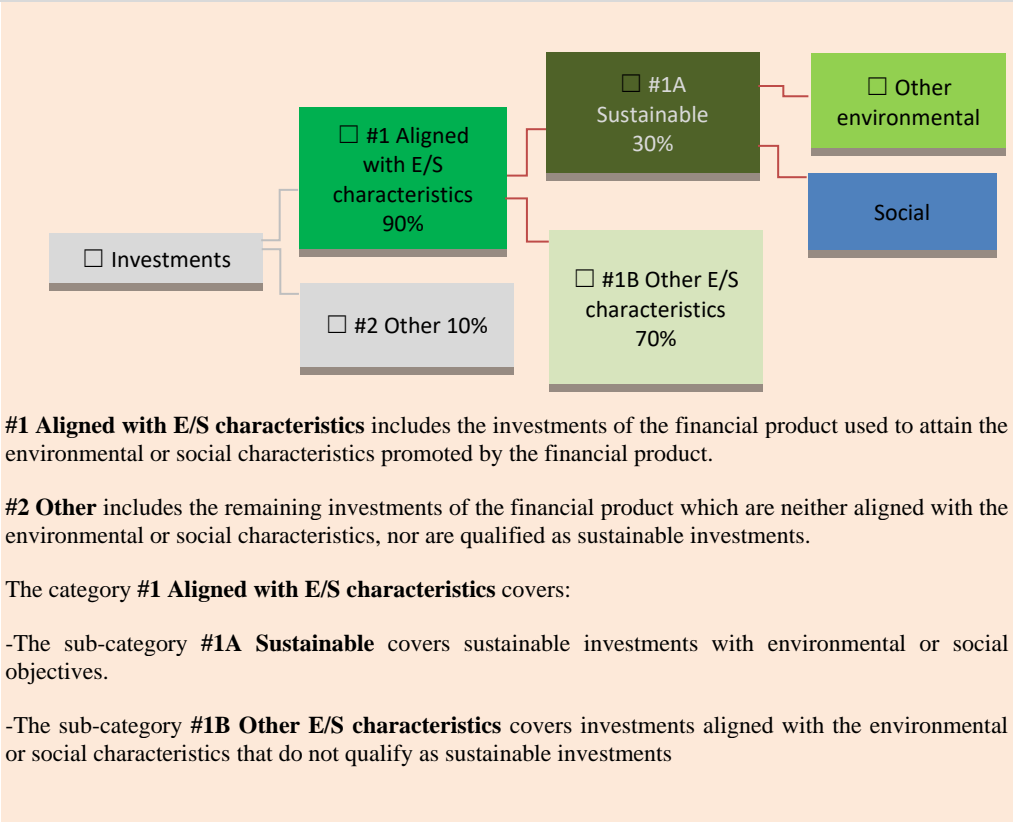 ☐ #1A
Sustainable
30%
☐ Other
environmental
☐ #1 Aligned
with E/S
characteristics
90%
Social
☐ Investments
☐ #1B Other E/S
characteristics
70%
☐ #2 Other 10%
#1 Aligned with E/S characteristics includes the investments of the financial product used to attain the
environmental or social characteristics promoted by the financial product.
#2 Other includes the remaining investments of the financial product which are neither aligned with the
environmental or social characteristics, nor are qualified as sustainable investments.
The category #1 Aligned with E/S characteristics covers:
-The sub-category #1A Sustainable covers sustainable investments with environmental or social
objectives.
-The sub-category #1B Other E/S characteristics covers investments aligned with the environmental
or social characteristics that do not qualify as sustainable investments